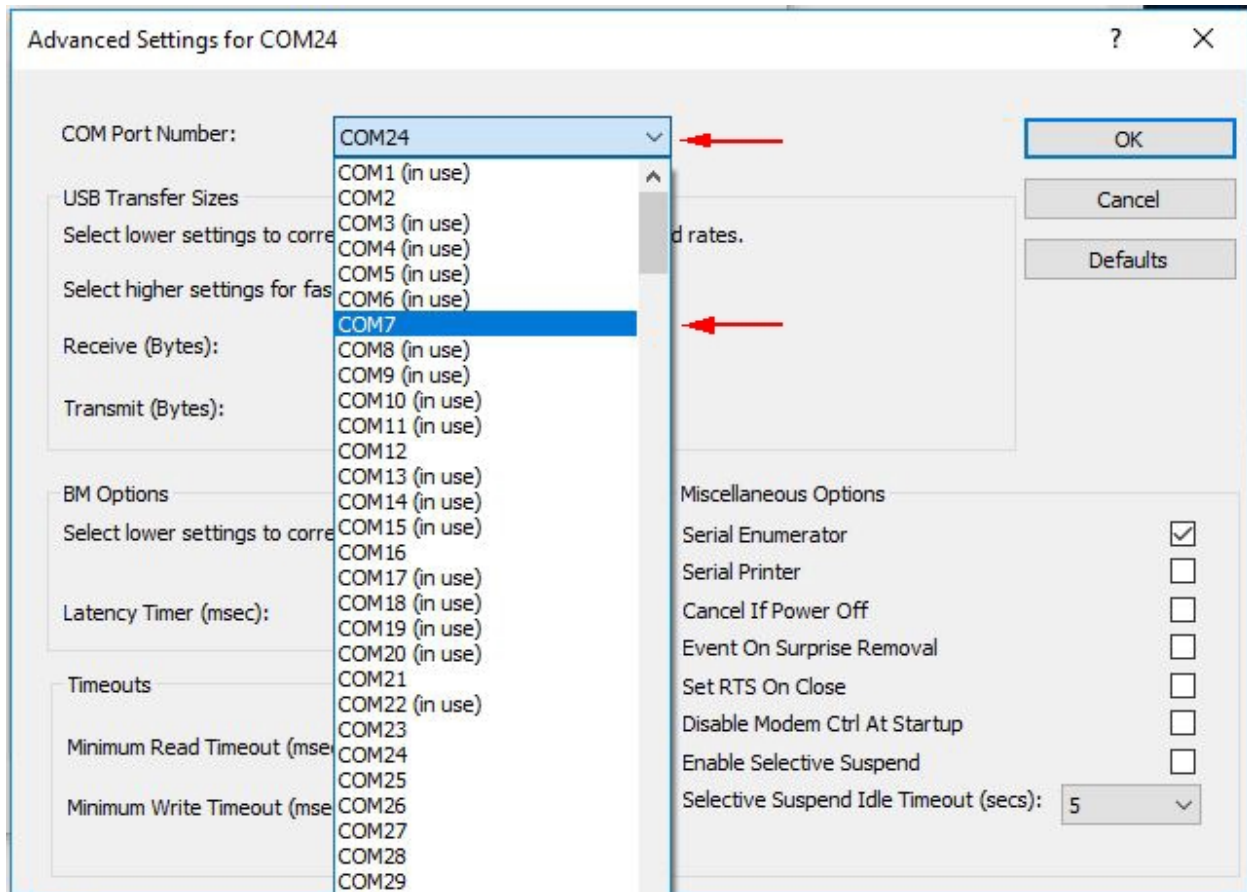 Advanced Settings for COM24
?
COM Port Number:
COM24
OK
Cancel
Defaults
COM1 (in use)
COM2
COM3 (in use)
COM4 (in use)
COM5 (in use)
COM6 (in use)
COM7
COM8 (in use)
COM9 (in use)
COM10 (in use)
COM11 (in use)
COM12
COM13 (in use)
COM14 (in use)
COM15 (in use)
COM16
COM17 (in use)
COM18 (in use)
COM19 (in use)
COM20 (in use)
COM21
COM22 (in use)
COM23
COM24
COM25
COM26
COM27
COM28
COM29
USB Transfer Sizes
Select lower settings to corre d rates.
Select higher settings for fas
Receive (Bytes):
Transmit (Bytes):
BM Options
Select lower settings to corre
Latency Timer (msec):
Timeouts
Minimum Read Timeout (mse
Minimum Write Timeout (mse
Miscellaneous Options
Serial Enumerator
Serial Printer
Cancel If Power Off
Event On Surprise Removal
Set RTS On Close
Disable Modem Ctrl At Startup
Enable Selective Suspend
Selective Suspend Idle Timeout (secs): 5